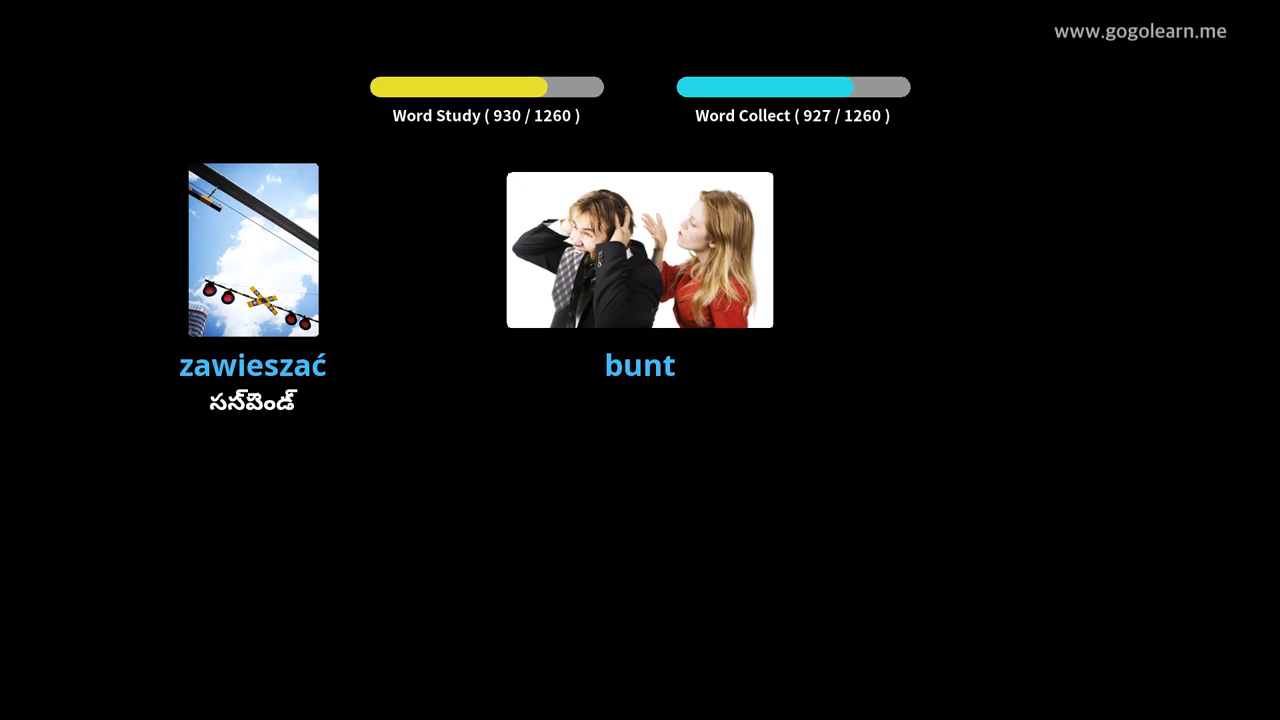 www.gogolearn.me
Word Study ( 930 / 1260 )
Word Collect ( 927 / 1260 )
zawieszać
సస్పెండ్
bunt